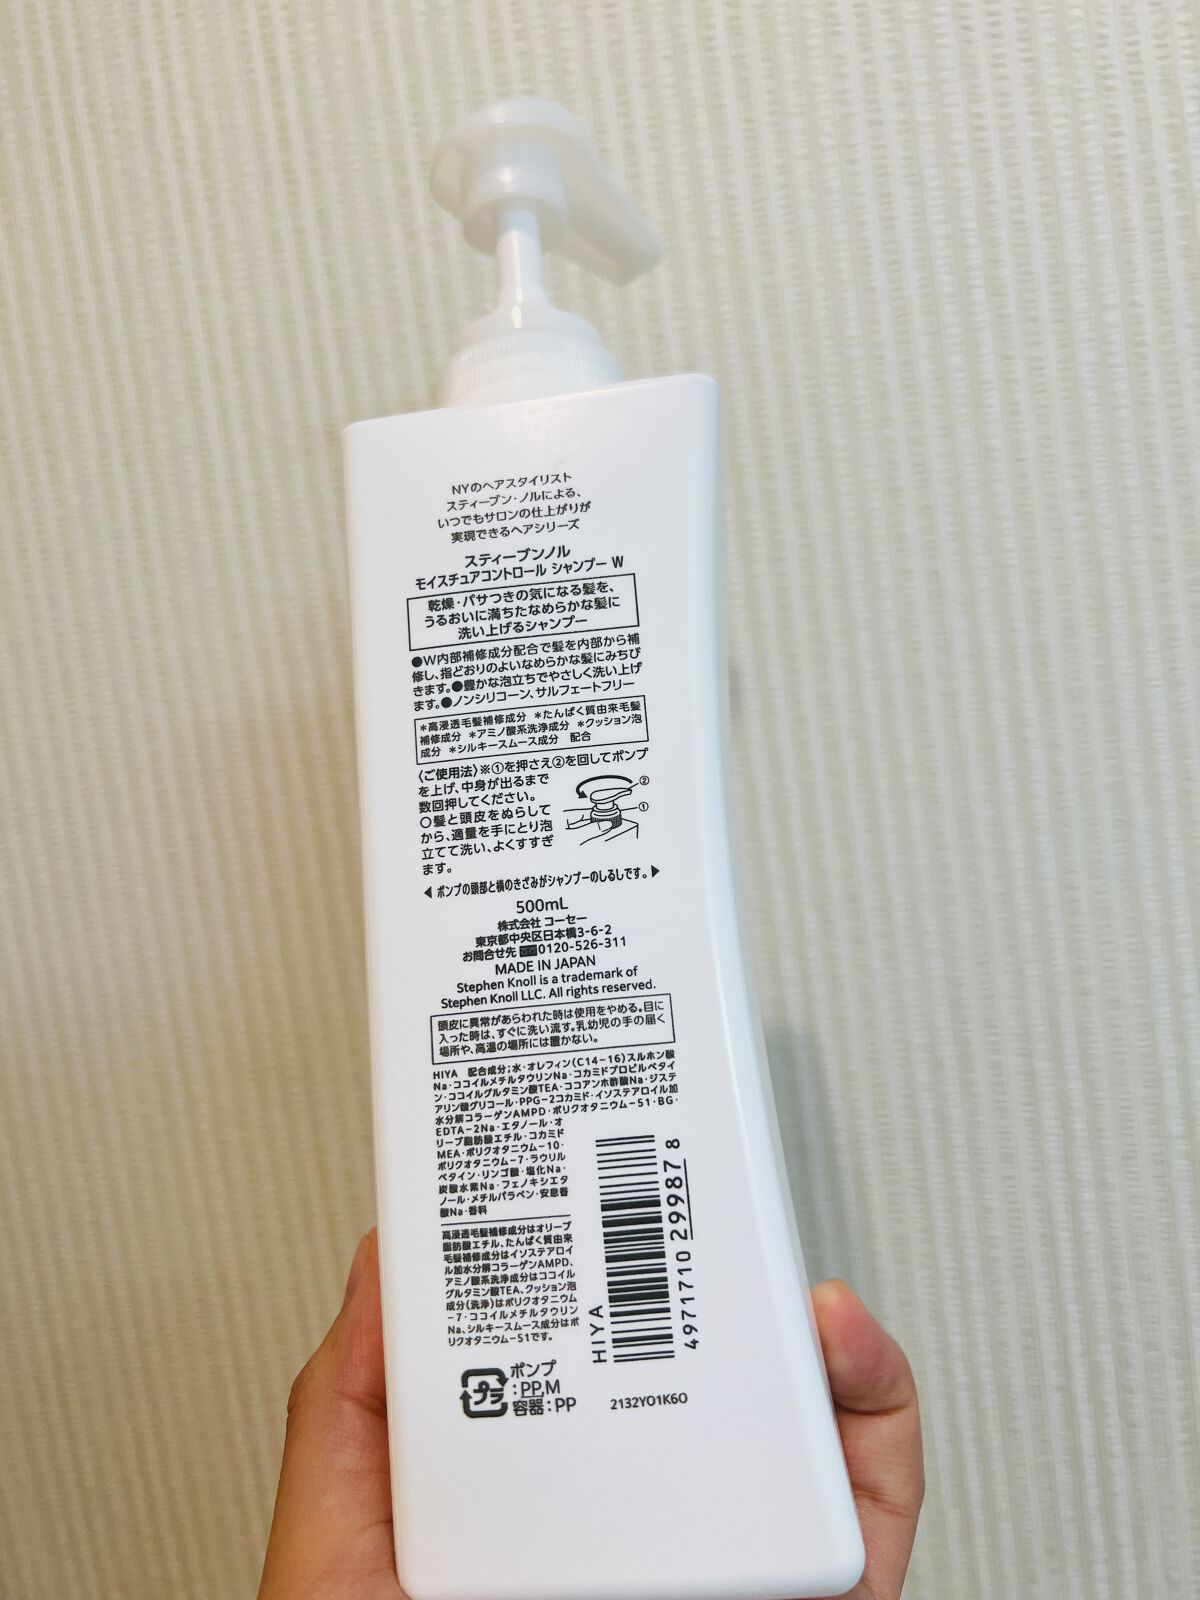 NYのヘアスタイリスト
スティーブン・ノルによる、
いつでもサロンの仕上がりが
実現できるヘアシリーズ
スティーブンノル
モイスチュアコントロール シャンプー W
乾燥・パサつきの気になる髪を、
うるおいに満ちたなめらかな髪に
洗い上げるシャンプー
●W内部補修成分配合で髪を内部から補
修し、指どおりのよいなめらかな髪にみちび
きます。●豊かな泡立ちでやさしく洗い上げ
ます。●ノンシリコーン、サルフェートフリー
*高浸透毛髪補修成分 *たんぱく質由来毛髪
補修成分 *アミノ酸系洗浄成分 *クッション泡
成分 *シルキースムース成分 配合
〈ご使用法〉※①を押さえ②を回してポンプ
を上げ、中身が出るまで
数回押してください。
○髪と頭皮をぬらして
から、適量を手にとり泡
立てて洗い、よくすすぎ
ます。
②
①
◀ ポンプの頭部と横のきざみがシャンプーのしるしです。▶
500mL
株式会社 コーセー
東京都中央区日本橋3-6-2
お問合せ先 0120-526-311
MADE IN JAPAN
Stephen Knoll is a trademark of
Stephen Knoll LLC. All rights reserved.
頭皮に異常があらわれた時は使用をやめる。目に
入った時は、すぐに洗い流す。乳幼児の手の届く
場所や、高温の場所には置かない。
HIYA 配合成分；水・オレフィン(C14-16)スルホン酸
Na・ココイルメチルタウリンNa・コカミドプロピルベタイ
ン・ココイルグルタミン酸TEA・ココアンホ酢酸Na・ジステ
アリン酸グリコール・PPG-2コカミド・イソステアロイル加
水分解コラーゲンAMPD・ポリクオタニウム-51・BG・
EDTA-2Na・エタノール・オ
リーブ脂肪酸エチル・コカミド
MEA・ポリクオタニウム-10・
ポリクオタニウム-7・ラウリル
ベタイン・リンゴ酸・塩化Na・
炭酸水素Na・フェノキシエタ
ノール・メチルパラベン・安息香
酸Na・香料
高浸透毛髪補修成分はオリーブ
脂肪酸エチル、たんぱく質由来
毛髪補修成分はイソステアロイ
ル加水分解コラーゲンAMPD、
アミノ酸系洗浄成分はココイル
グルタミン酸TEA、クッション泡
成分(洗浄)はポリクオタニウム
-7・ココイルメチルタウリン
Na、シルキースムース成分はポ
リクオタニウム-51です。
HIYA
4971710 299878
プラ
ポンプ
:PP,M
容器:PP
2132YO1K6O